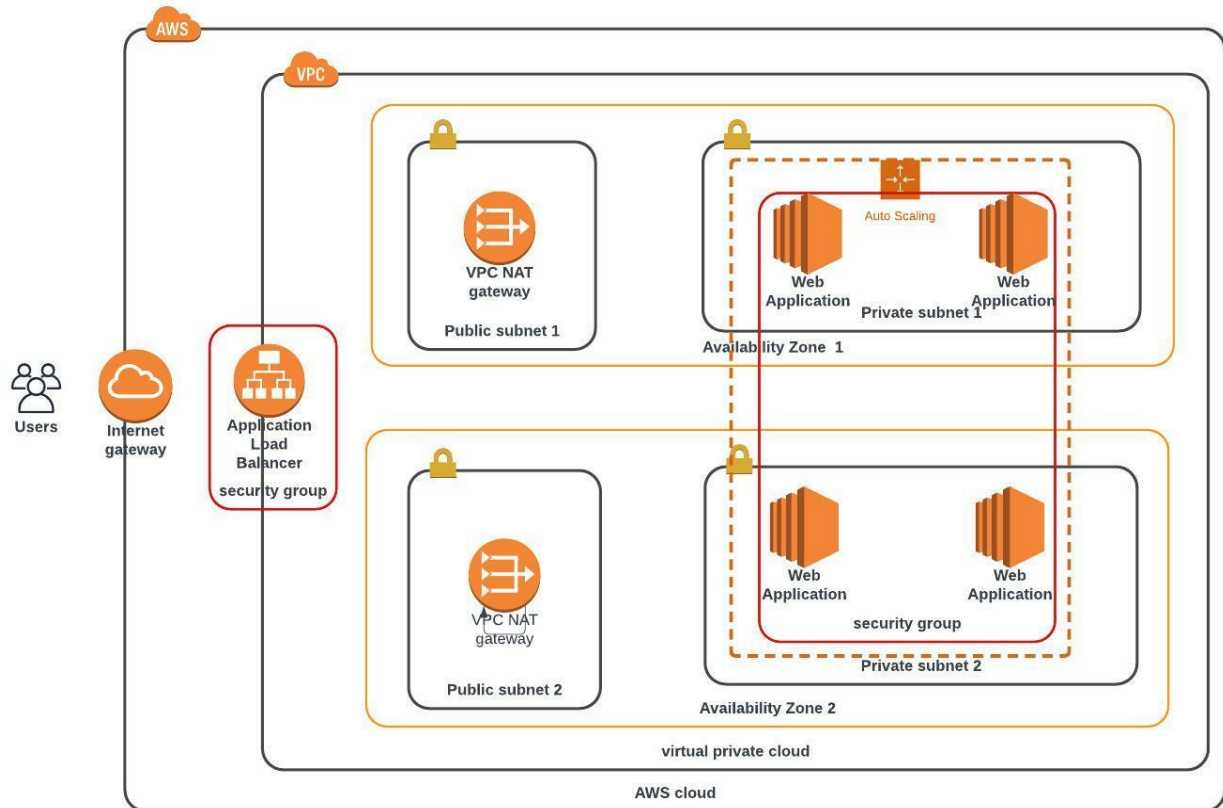 AWS
VPC
Auto Scaling
VPC NAT
gateway
Public subnet 1
Web
Application
Web
Application
Private subnet 1
Availability Zone 1
Users
Internet
gateway
Application
Load
Balancer
security group
VPC NAT
gateway
Public subnet 2
Web
Application
Web
Application
security group
Private subnet 2
Availability Zone 2
virtual private cloud
AWS cloud